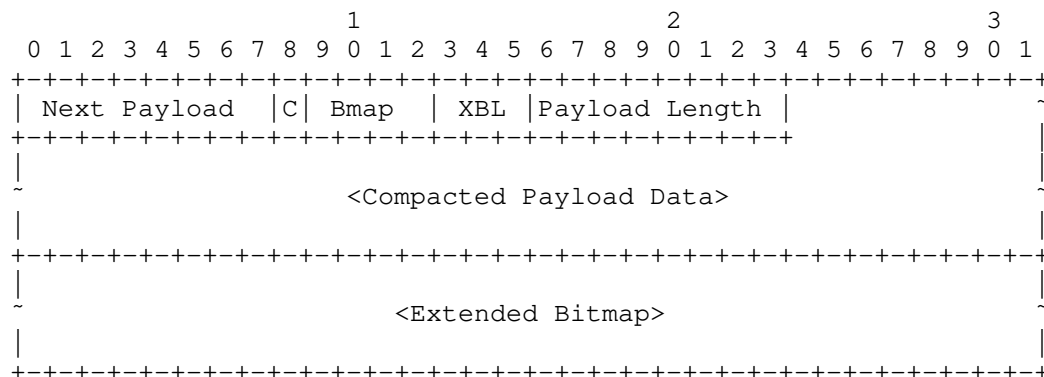 1                   2                   3
 0 1 2 3 4 5 6 7 8 9 0 1 2 3 4 5 6 7 8 9 0 1 2 3 4 5 6 7 8 9 0 1
+-+-+-+-+-+-+-+-+-+-+-+-+-+-+-+-+-+-+-+-+-+-+-+-+-+-+-+-+-+-+-+-+
| Next Payload  |C| Bmap  | XBL |Payload Length |               ~
+-+-+-+-+-+-+-+-+-+-+-+-+-+-+-+-+-+-+-+-+-+-+-+-+               |
|                                                               |
~                    <Compacted Payload Data>                   ~
|                                                               |
+-+-+-+-+-+-+-+-+-+-+-+-+-+-+-+-+-+-+-+-+-+-+-+-+-+-+-+-+-+-+-+-+
|                                                               |
~                       <Extended Bitmap>                       ~
|                                                               |
+-+-+-+-+-+-+-+-+-+-+-+-+-+-+-+-+-+-+-+-+-+-+-+-+-+-+-+-+-+-+-+-+